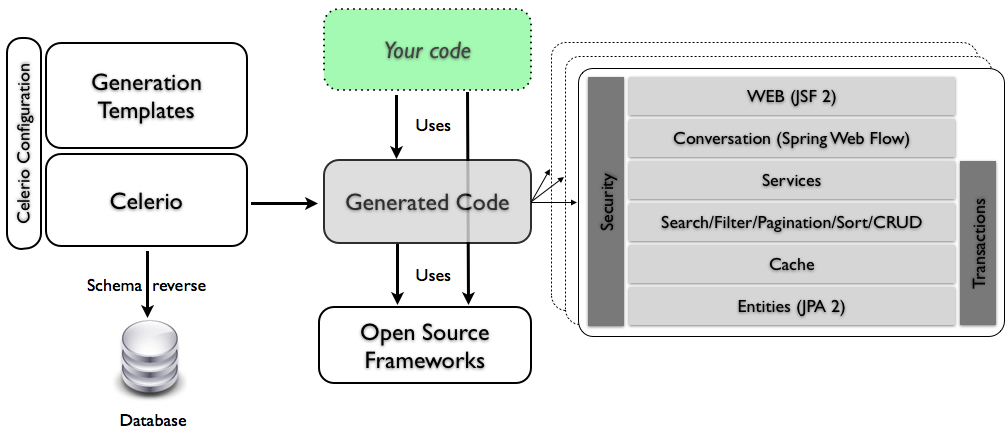 Celerio Configuration
Generation
Templates
Celerio
Schema reverse
Database
Your code
Uses
Generated Code
Uses
Open Source
Frameworks
Security
WEB (JSF 2)
Conversation (Spring Web Flow)
Services
Search/Filter/Pagination/Sort/CRUD
Cache
Entities (JPA 2)
Transactions